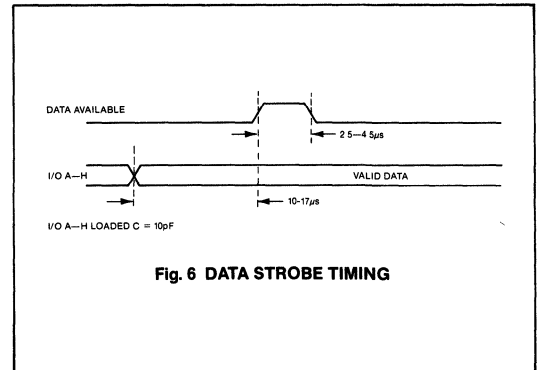 DATA AVAILABLE
2 5—4 5µs
I/O A—H
VALID DATA
10-17µs
I/O A—H LOADED C = 10pF
Fig. 6 DATA STROBE TIMING